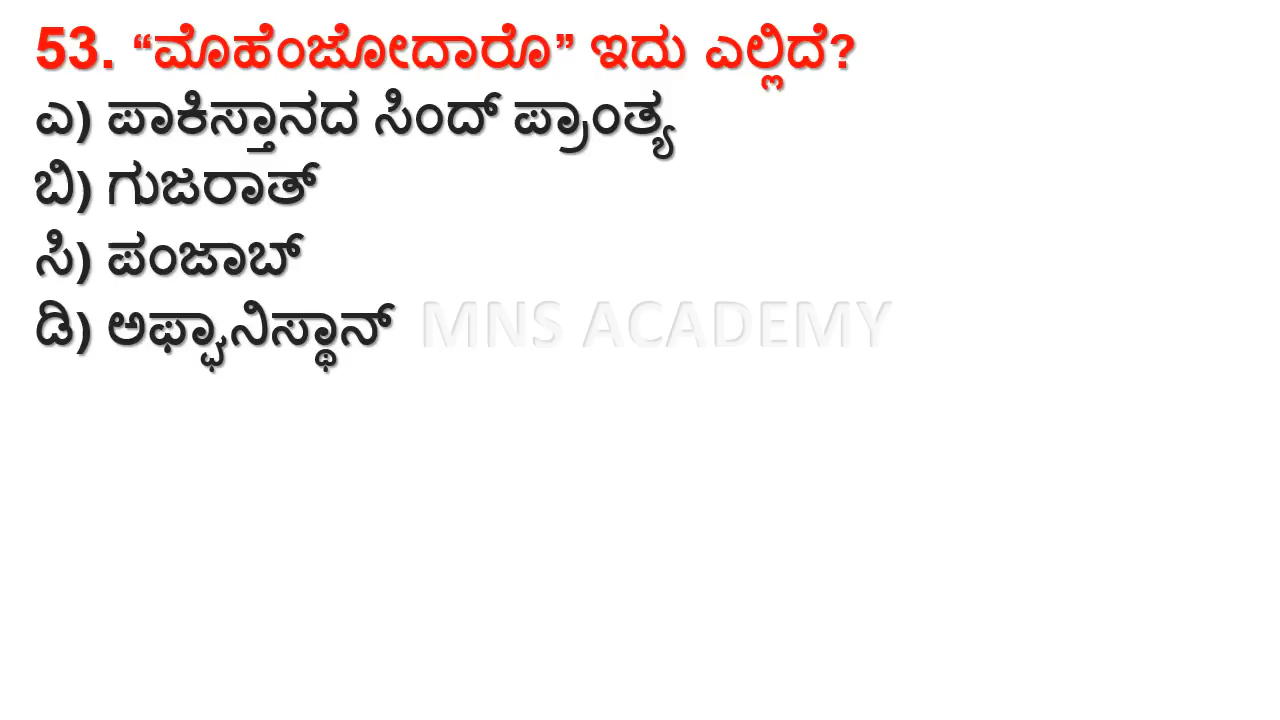 53. “ಮೊಹೆಂಜೋದಾರೊ” ಇದು ಎಲ್ಲಿದೆ?
ಎ) ಪಾಕಿಸ್ತಾನದ ಸಿಂದ್ ಪ್ರಾಂತ್ಯ
ಬಿ) ಗುಜರಾತ್
ಸಿ) ಪಂಜಾಬ್
ಡಿ) ಅಫ್ಘಾನಿಸ್ಥಾನ್ MNS ACADEMY